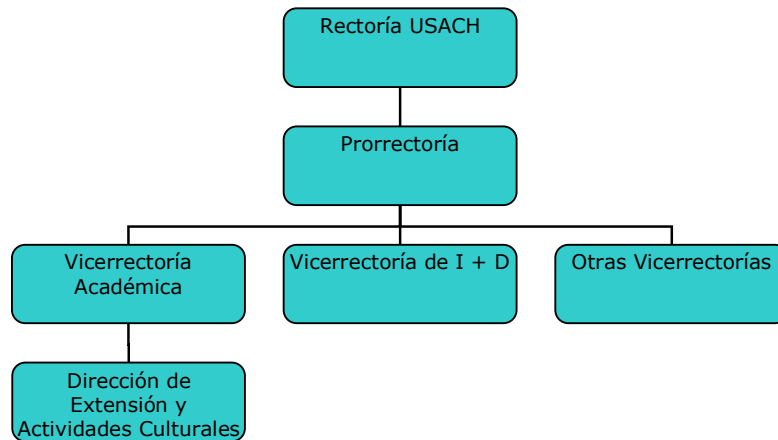 Rectoría USACH
Prorrectoría
Vicerrectoría
Académica
Vicerrectoría de I + D
Otras Vicerrectorías
Dirección de
Extensión y
Actividades Culturales